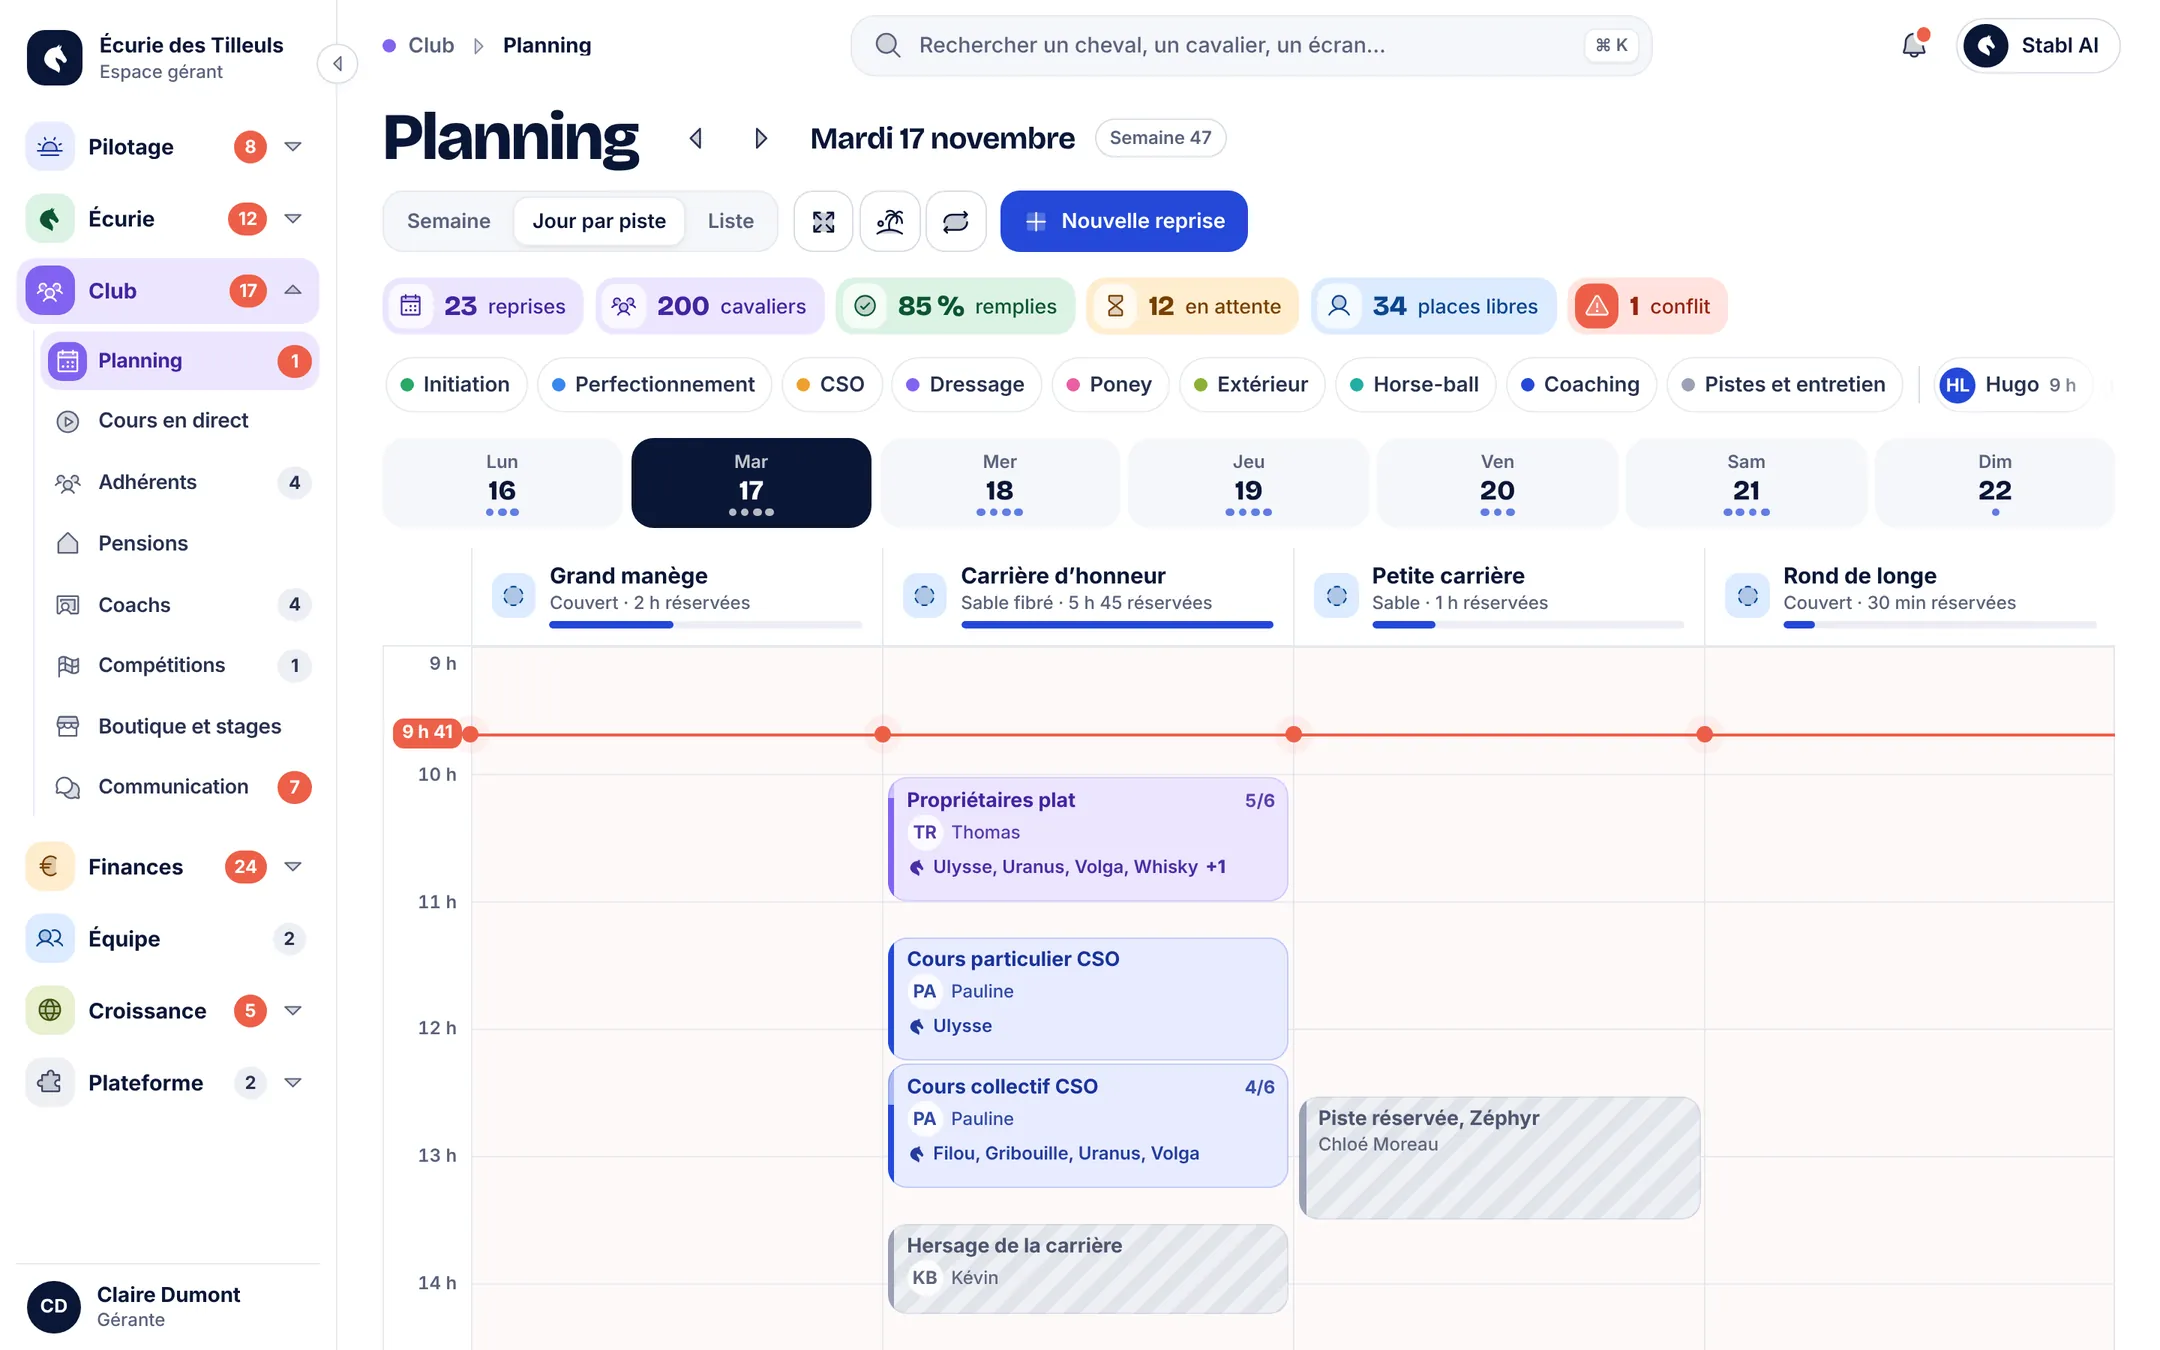 Écurie des Tilleuls
Espace gérant
Club
Planning
Rechercher un cheval, un cavalier, un écran...
⌘ K
Stabl AI
Pilotage 8
Écurie 12
Club 17
Planning 1
Cours en direct
Adhérents 4
Pensions
Coachs 4
Compétitions 1
Boutique et stages
Communication 7
Finances 24
Équipe 2
Croissance 5
Plateforme 2
CD
Claire Dumont
Gérante
Planning
Mardi 17 novembre
Semaine 47
Semaine
Jour par piste
Liste
Nouvelle reprise
23 reprises
200 cavaliers
85 % remplies
12 en attente
34 places libres
1 conflit
Initiation
Perfectionnement
CSO
Dressage
Poney
Extérieur
Horse-ball
Coaching
Pistes et entretien
HL Hugo 9 h
Lun
16
Mar
17
Mer
18
Jeu
19
Ven
20
Sam
21
Dim
22
Grand manège
Couvert · 2 h réservées
Carrière d’honneur
Sable fibré · 5 h 45 réservées
Petite carrière
Sable · 1 h réservées
Rond de longe
Couvert · 30 min réservées
9 h
9 h 41
10 h
11 h
12 h
13 h
14 h
Propriétaires plat 5/6
TR Thomas
Ulysse, Uranus, Volga, Whisky +1
Cours particulier CSO
PA Pauline
Ulysse
Cours collectif CSO 4/6
PA Pauline
Filou, Gribouille, Uranus, Volga
Hersage de la carrière
KB Kévin
Piste réservée, Zéphyr
Chloé Moreau